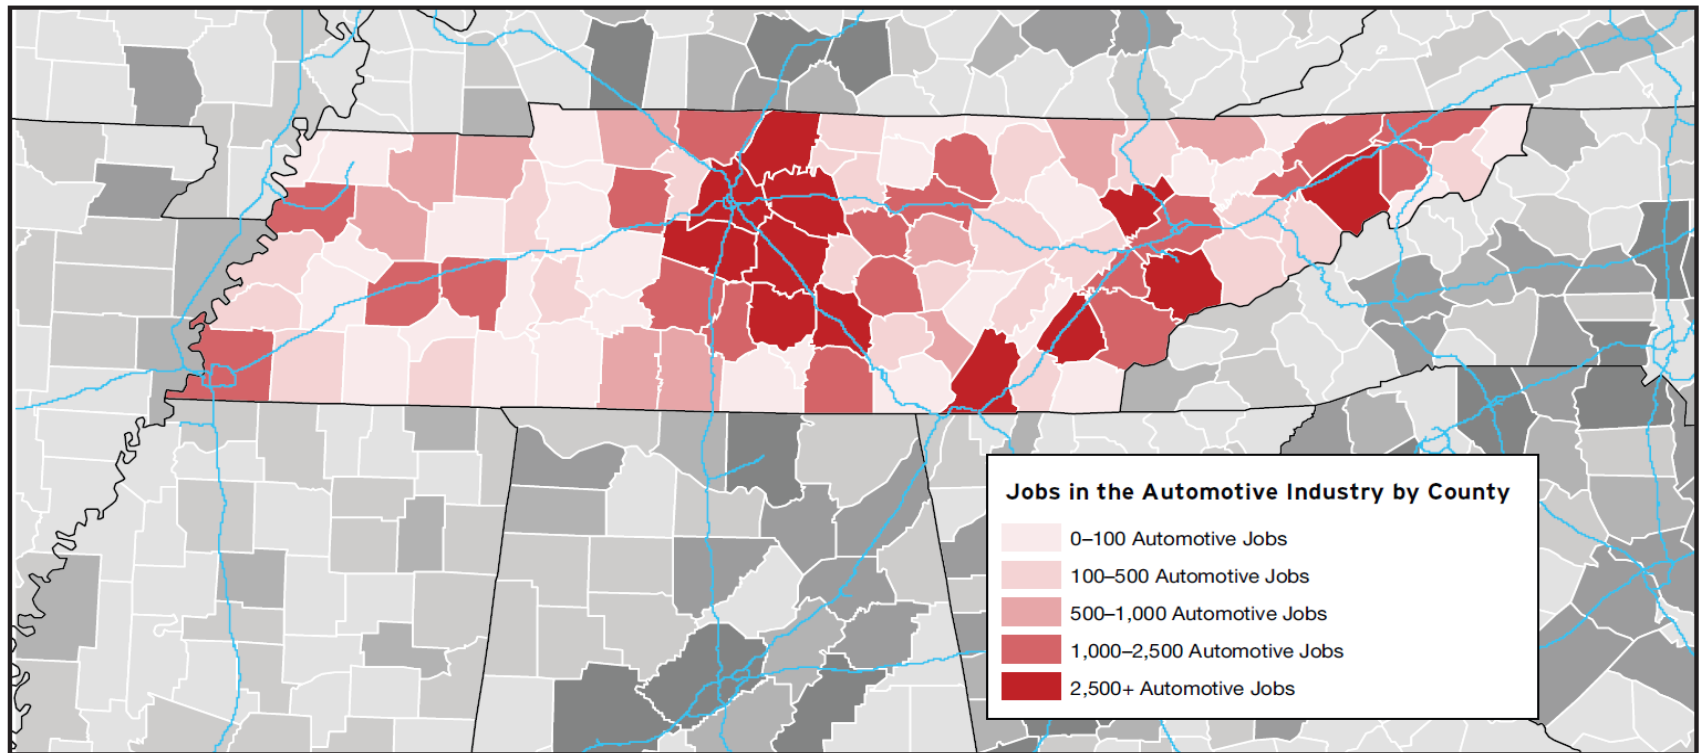 Jobs in the Automotive Industry by County
0–100 Automotive Jobs
100–500 Automotive Jobs
500–1,000 Automotive Jobs
1,000–2,500 Automotive Jobs
2,500+ Automotive Jobs